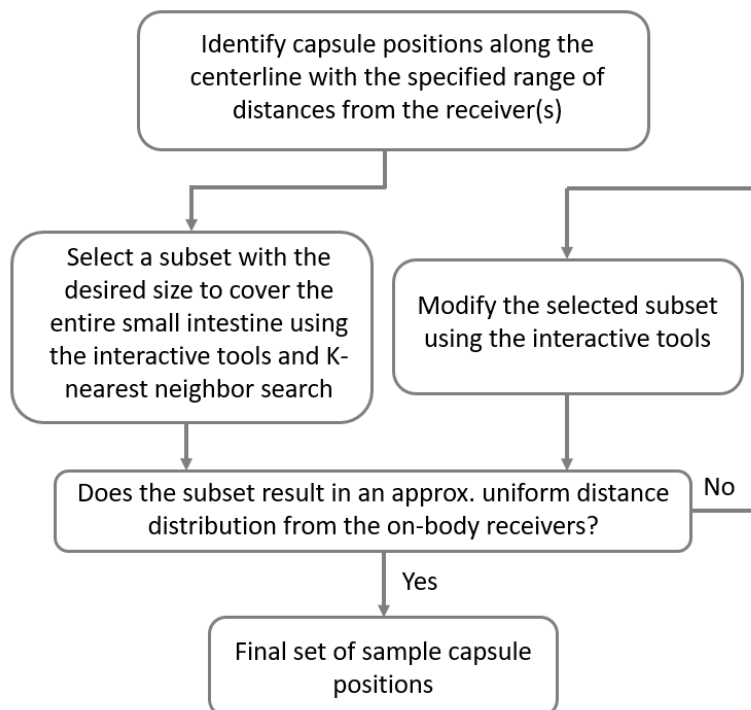 Identify capsule positions along the
centerline with the specified range of
distances from the receiver(s)
Select a subset with the
desired size to cover the
entire small intestine using
the interactive tools and K-
nearest neighbor search
Modify the selected subset
using the interactive tools
Does the subset result in an approx. uniform distance
distribution from the on-body receivers?
No
Yes
Final set of sample capsule
positions